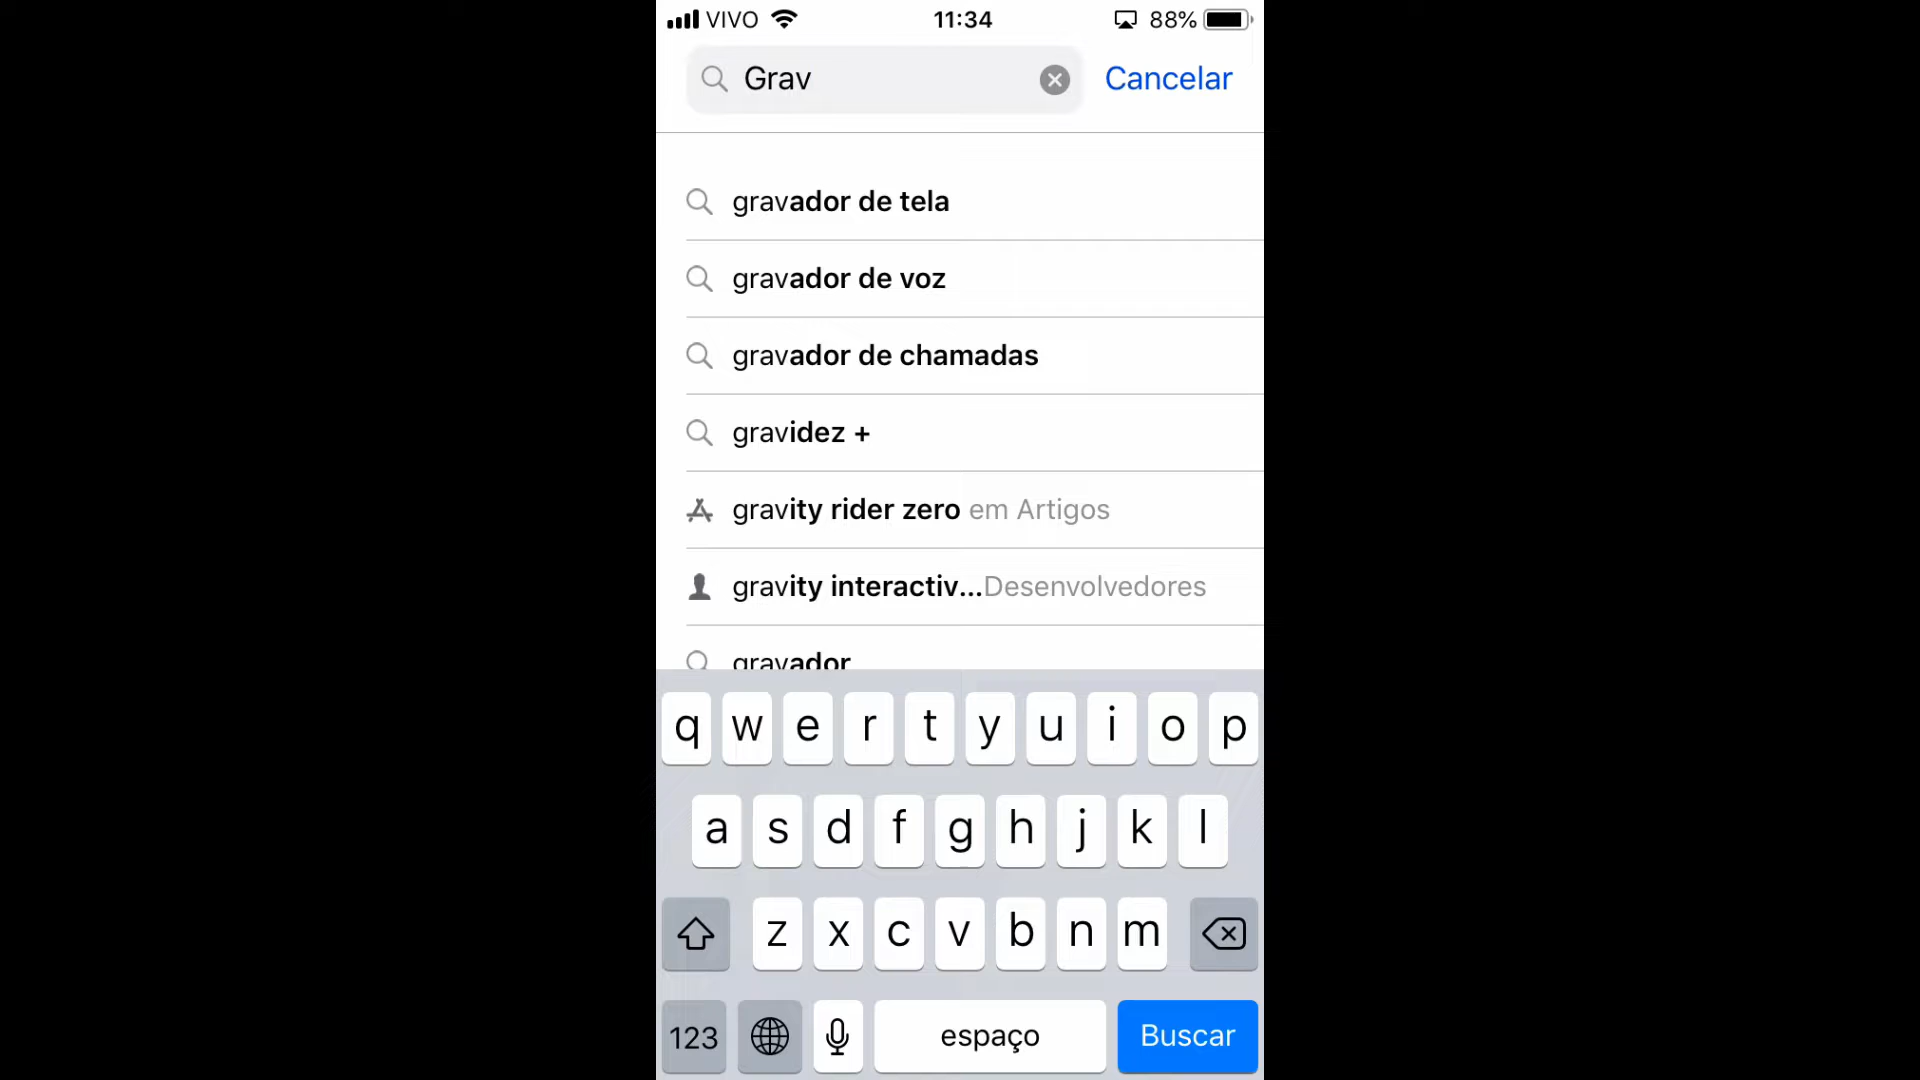 VIVO 11:34 88%
Grav Cancelar
gravador de tela
gravador de voz
gravador de chamadas
gravidez +
gravity rider zero em Artigos
gravity interactiv...Desenvolvedores
gravador
q w e r t y u i o p
a s d f g h j k l
z x c v b n m
123 espaço Buscar